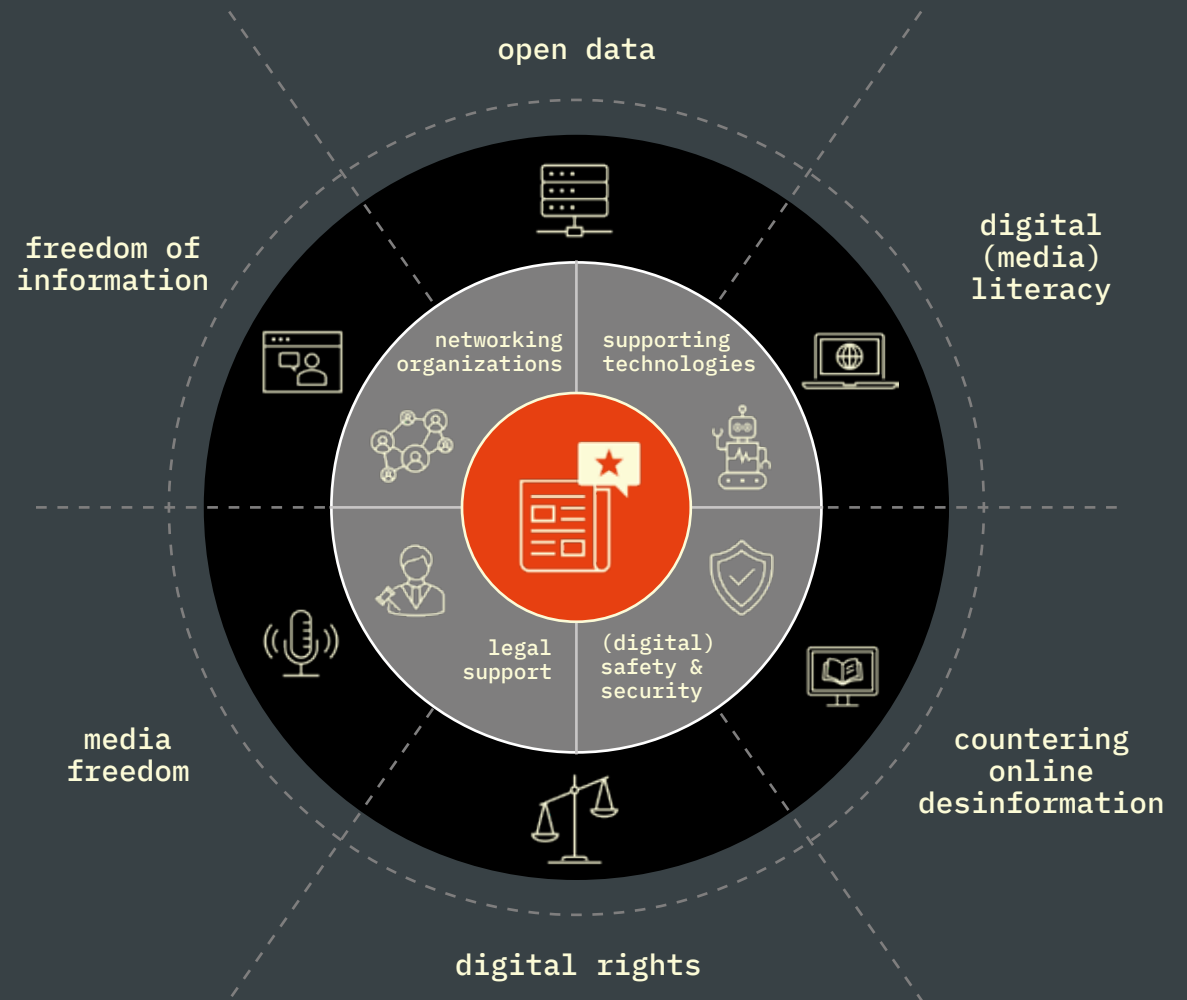 open data
freedom of
information
digital
(media)
literacy
networking
organizations
supporting
technologies
legal
support
(digital)
safety &
security
media
freedom
countering
online
desinformation
digital rights